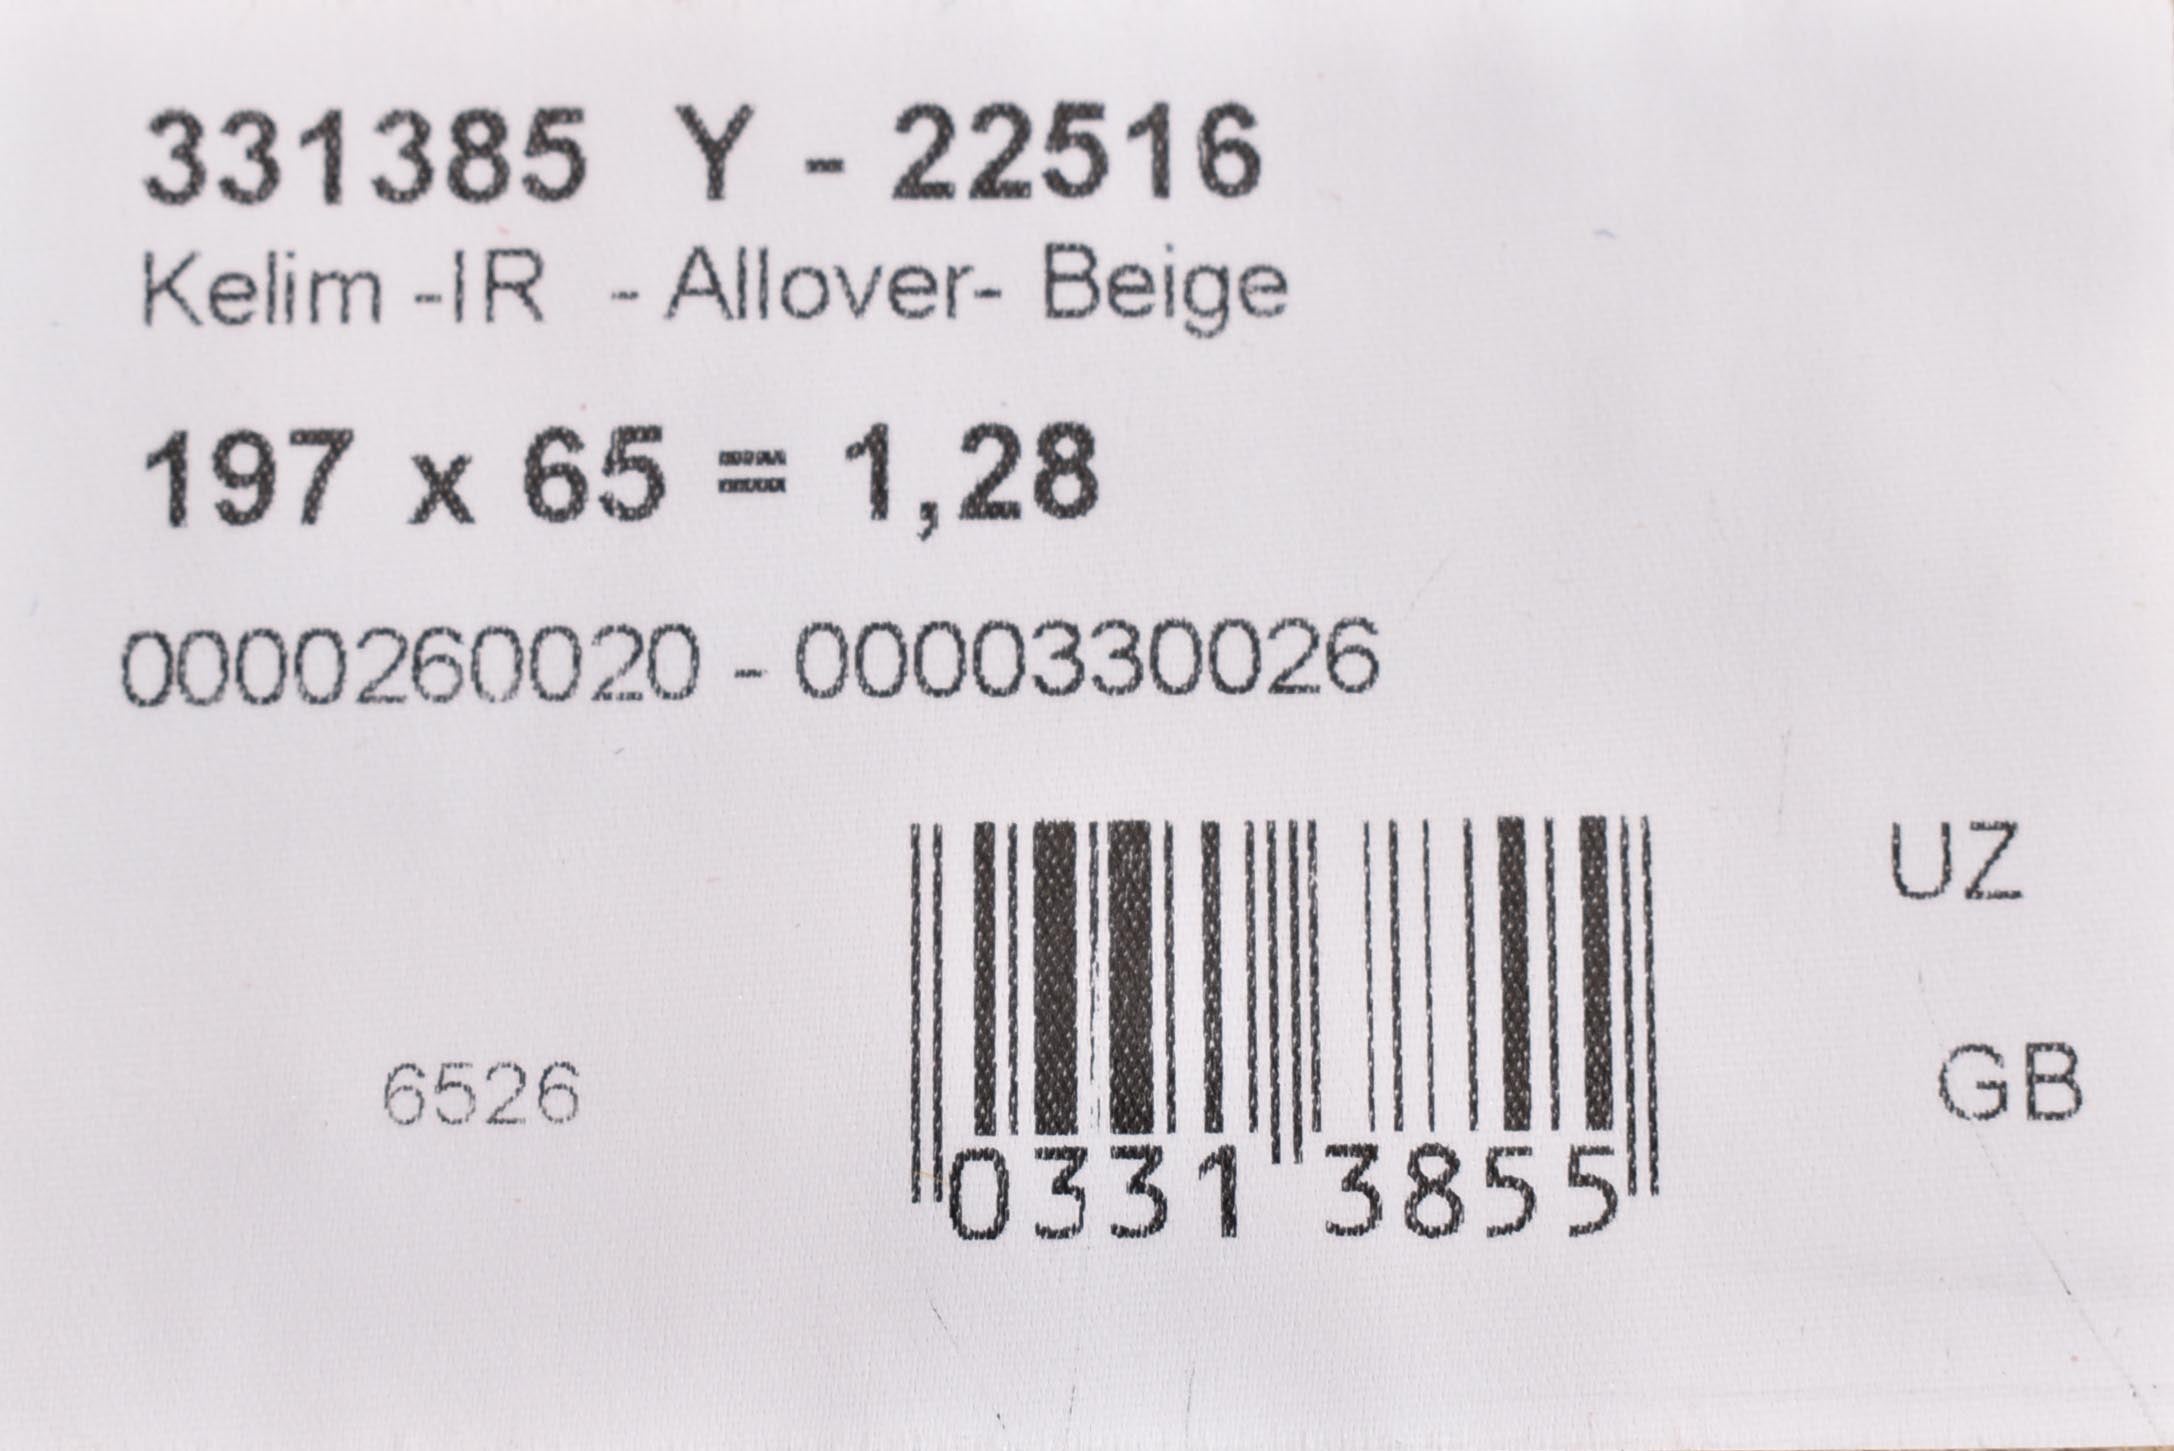 331385 Y - 22516
Kelim -IR - Allover- Beige
197 x 65 = 1,28
0000260020 - 0000330026
UZ
6526
GB
0331 3855